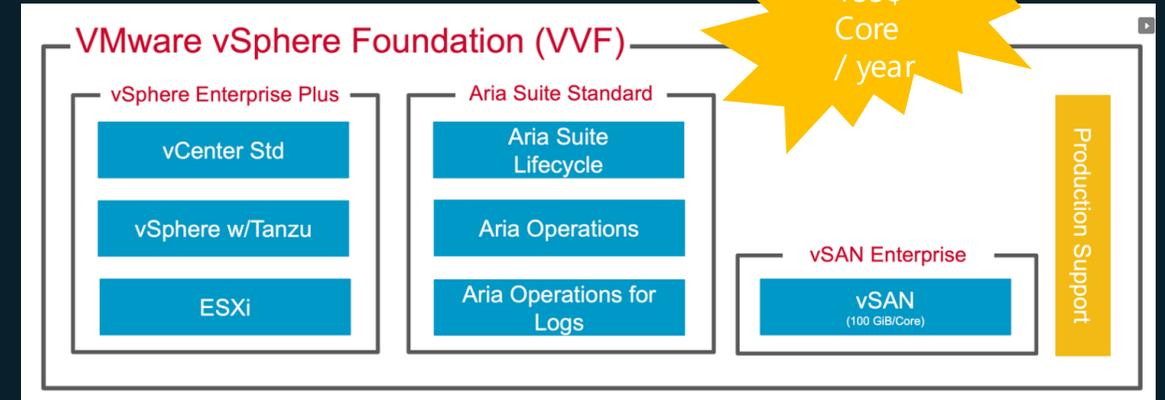 VMware vSphere Foundation (VVF)
Core
/ year
vSphere Enterprise Plus
vCenter Std
vSphere w/Tanzu
ESXi
Aria Suite Standard
Aria Suite
Lifecycle
Aria Operations
Aria Operations for
Logs
vSAN Enterprise
vSAN
(100 GiB/Core)
Production Support